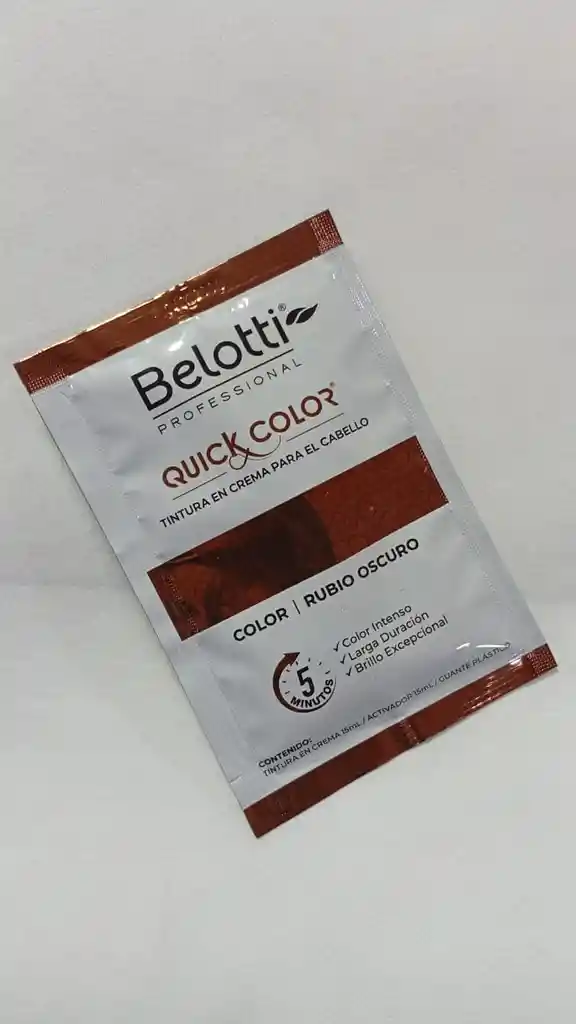 Belotti®
PROFESSIONAL
QUICK COLOR®
TINTURA EN CREMA PARA EL CABELLO
COLOR | RUBIO OSCURO
5
MINUTOS
✓Color Intenso
✓Larga Duración
✓Brillo Excepcional
CONTENIDO:
TINTURA EN CREMA 15mL / ACTIVADOR 15mL / GUANTE PLÁSTICO